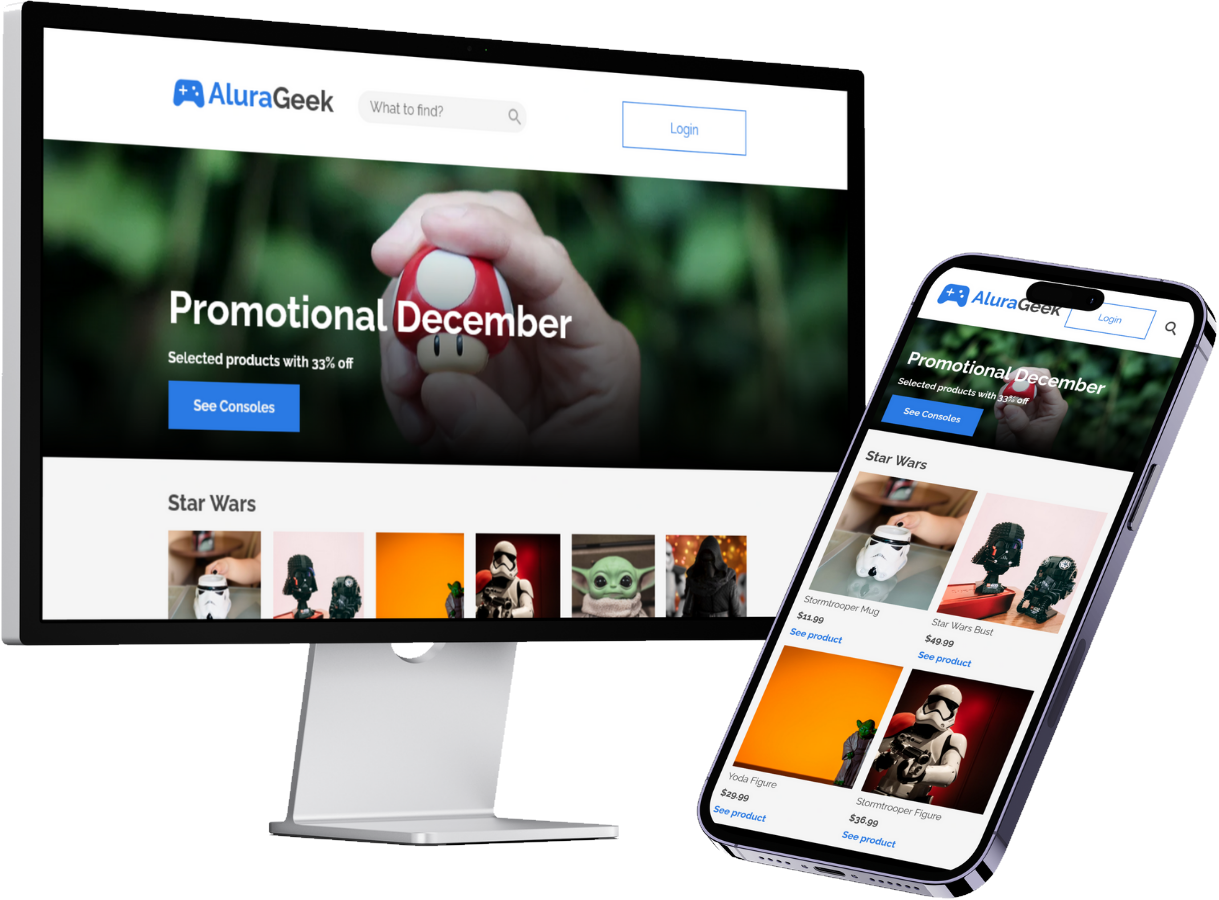 AluraGeek
What to find?
Login
Promotional December
Selected products with 33% off
See Consoles
Star Wars
AluraGeek
Login
Promotional December
Selected products with 33% off
See Consoles
Star Wars
Stormtrooper Mug
$11.99
See product
Star Wars Bust
$49.99
See product
Yoda Figure
$29.99
See product
Stormtrooper Figure
$36.99
See product